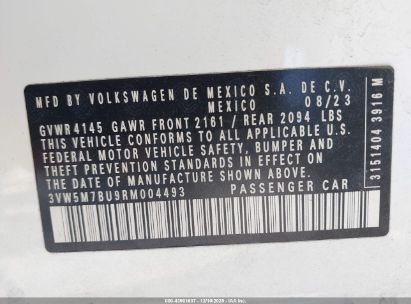 MFD BY VOLKSWAGEN DE MEXICO S.A. DE C.V.
MEXICO 08/23
GVWR 4145 GAWR FRONT 2161 / REAR 2094 LBS
THIS VEHICLE CONFORMS TO ALL APPLICABLE U.S.
FEDERAL MOTOR VEHICLE SAFETY, BUMPER AND
THEFT PREVENTION STANDARDS IN EFFECT ON
THE DATE OF MANUFACTURE SHOWN ABOVE
3VW5M7BU9RM004493 PASSENGER CAR
3151404 3916 M